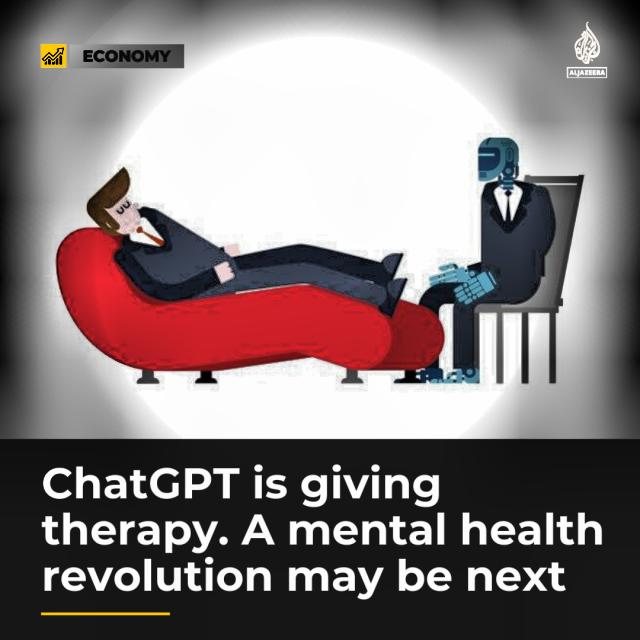 ECONOMY
ALJAZEERA
ChatGPT is giving
therapy. A mental health
revolution may be next